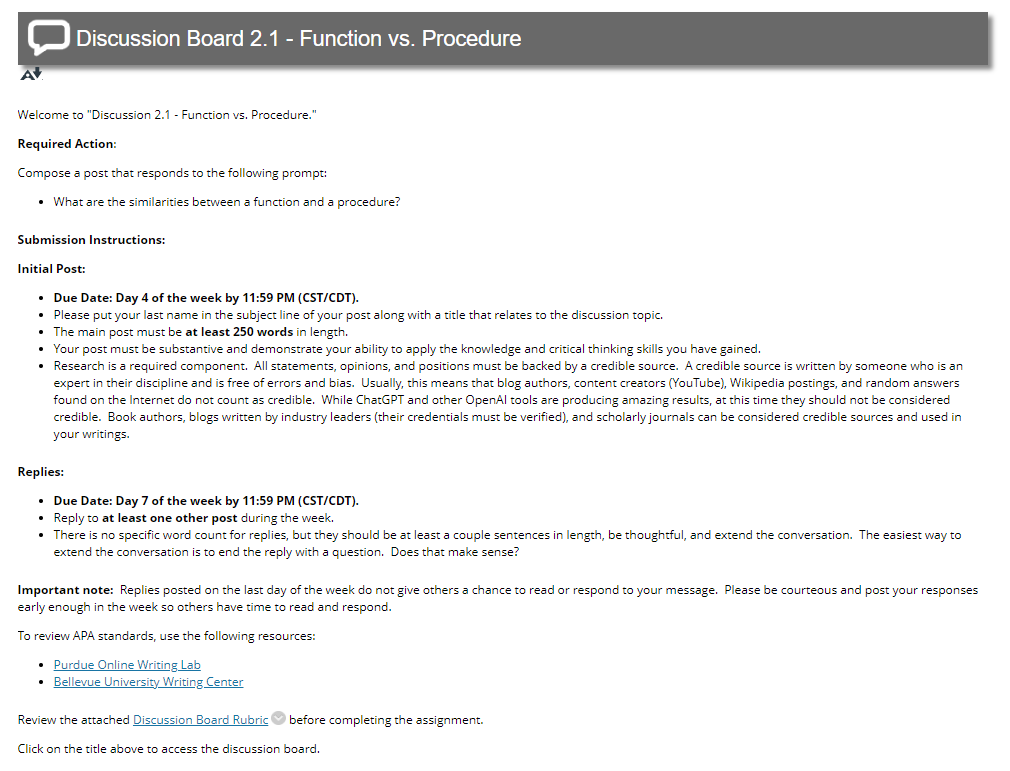 Discussion Board 2.1 - Function vs. Procedure
A
Welcome to "Discussion 2.1 - Function vs. Procedure."
Required Action:
Compose a post that responds to the following prompt:
• What are the similarities between a function and a procedure?
Submission Instructions:
Initial Post:
• Due Date: Day 4 of the week by 11:59 PM (CST/CDT).
• Please put your last name in the subject line of your post along with a title that relates to the discussion topic.
• The main post must be at least 250 words in length.
• Your post must be substantive and demonstrate your ability to apply the knowledge and critical thinking skills you have gained.
• Research is a required component.  All statements, opinions, and positions must be backed by a credible source.  A credible source is written by someone who is an
expert in their discipline and is free of errors and bias.  Usually, this means that blog authors, content creators (YouTube), Wikipedia postings, and random answers
found on the Internet do not count as credible.  While ChatGPT and other OpenAI tools are producing amazing results, at this time they should not be considered
credible.  Book authors, blogs written by industry leaders (their credentials must be verified), and scholarly journals can be considered credible sources and used in
your writings.
Replies:
• Due Date: Day 7 of the week by 11:59 PM (CST/CDT).
• Reply to at least one other post during the week.
• There is no specific word count for replies, but they should be at least a couple sentences in length, be thoughtful, and extend the conversation.  The easiest way to
extend the conversation is to end the reply with a question.  Does that make sense?
Important note:  Replies posted on the last day of the week do not give others a chance to read or respond to your message.  Please be courteous and post your responses
early enough in the week so others have time to read and respond.
To review APA standards, use the following resources:
• Purdue Online Writing Lab
• Bellevue University Writing Center
Review the attached Discussion Board Rubric before completing the assignment.
Click on the title above to access the discussion board.